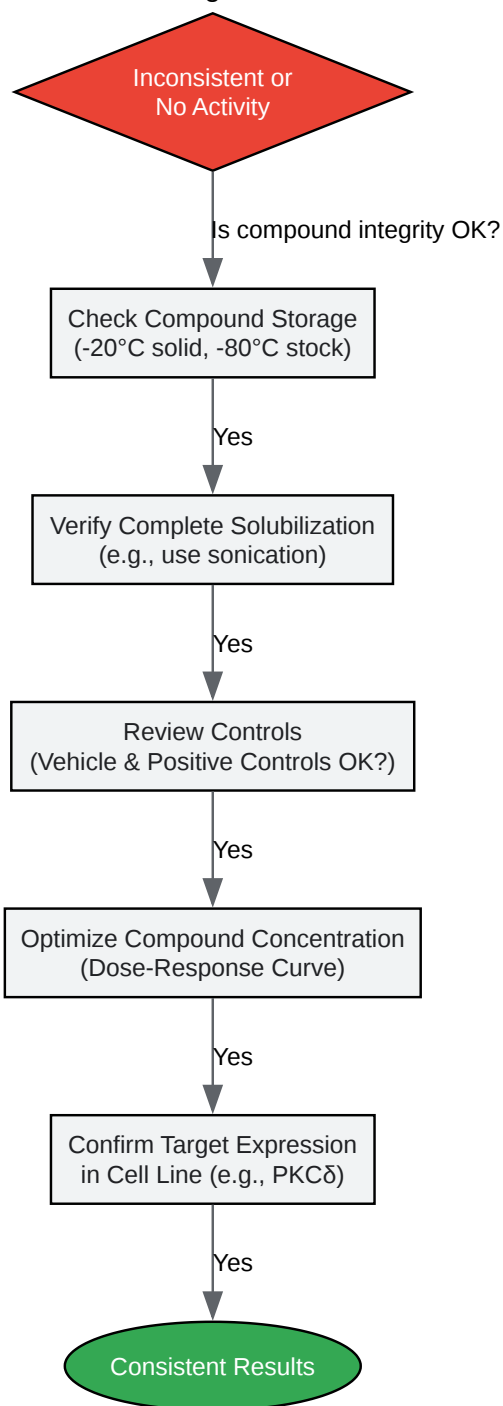 Inconsistent or
No Activity
Is compound integrity OK?
Check Compound Storage
(-20°C solid, -80°C stock)
Yes
Verify Complete Solubilization
(e.g., use sonication)
Yes
Review Controls
(Vehicle & Positive Controls OK?)
Yes
Optimize Compound Concentration
(Dose-Response Curve)
Yes
Confirm Target Expression
in Cell Line (e.g., PKCδ)
Yes
Consistent Results